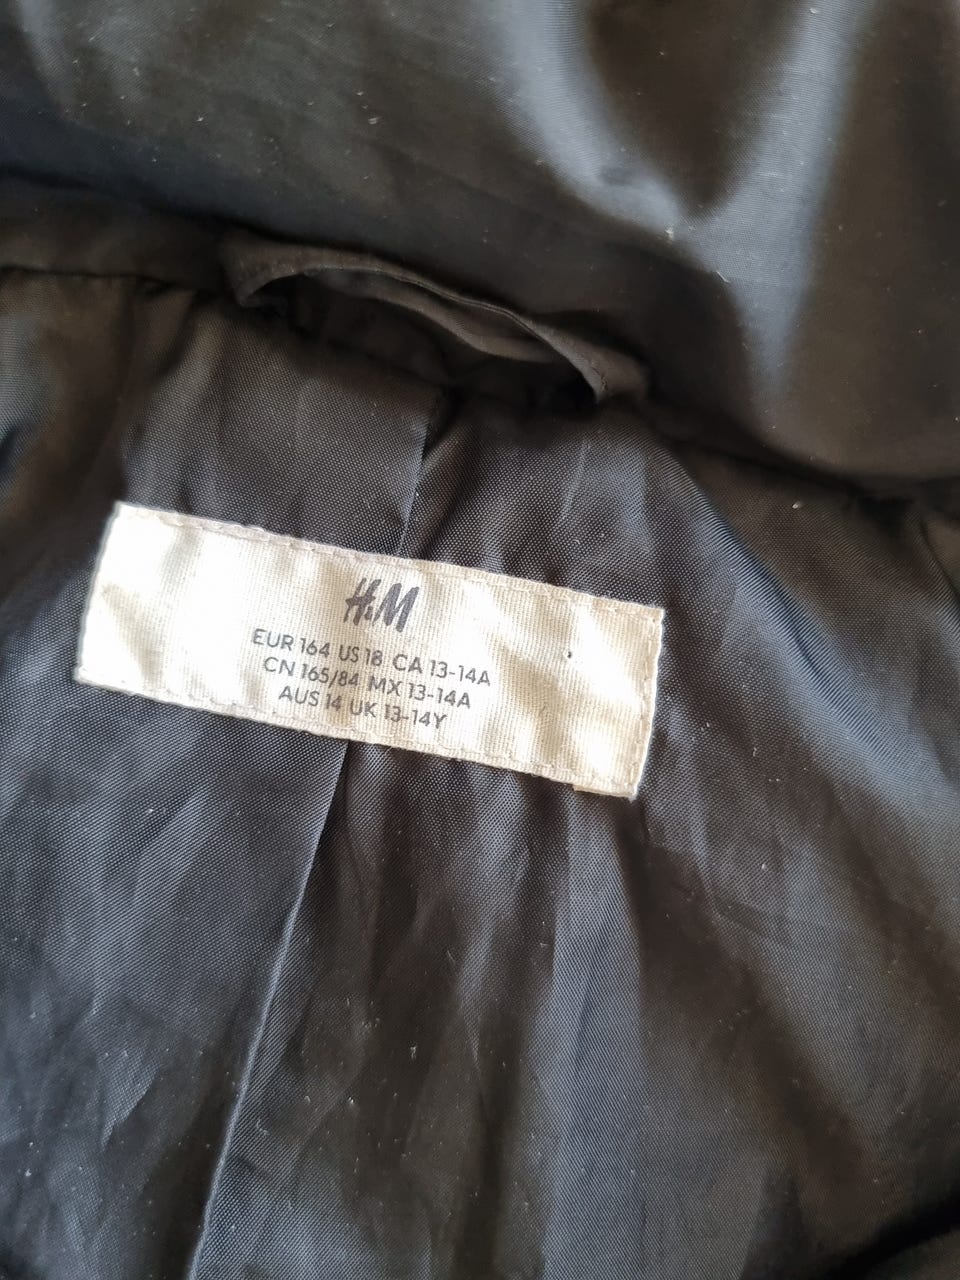 H&M
EUR 164 US 18 CA 13-14A
CN 165/84 MX 13-14A
AUS 14 UK 13-14Y